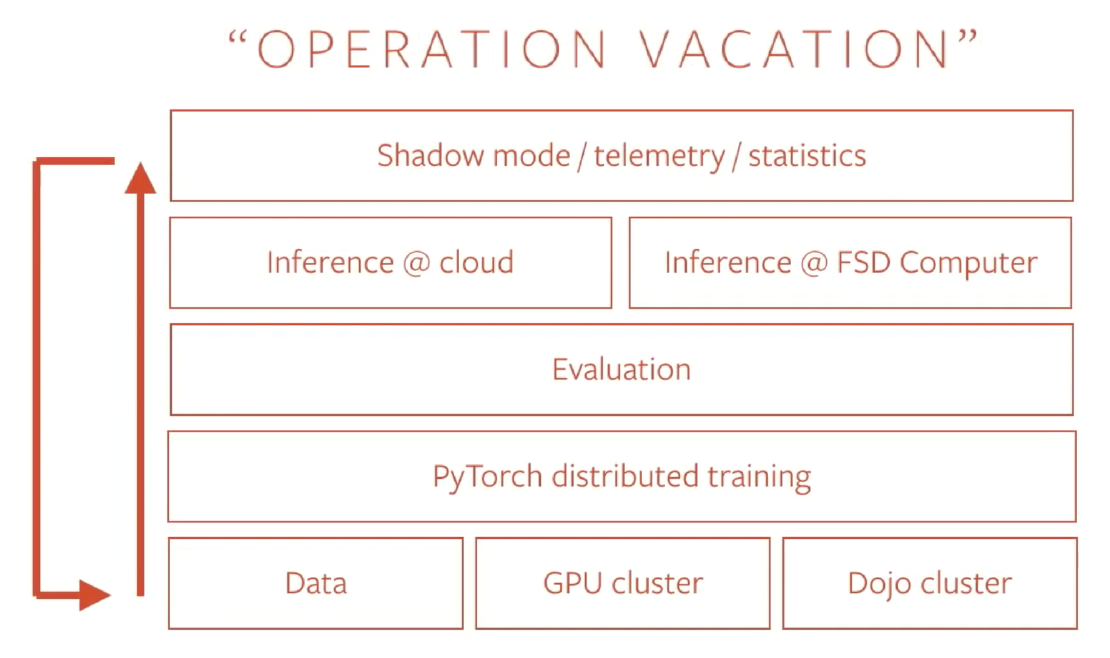 “OPERATION VACATION”
Shadow mode / telemetry / statistics
Inference @ cloud
Inference @ FSD Computer
Evaluation
PyTorch distributed training
Data
GPU cluster
Dojo cluster